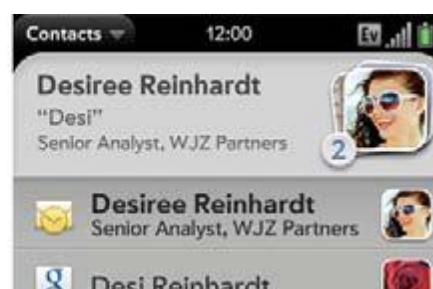 Contacts 12:00 Ev
Desiree Reinhardt
“Desi”
Senior Analyst, WJZ Partners
2
Desiree Reinhardt
Senior Analyst, WJZ Partners
g Desi Reinhardt